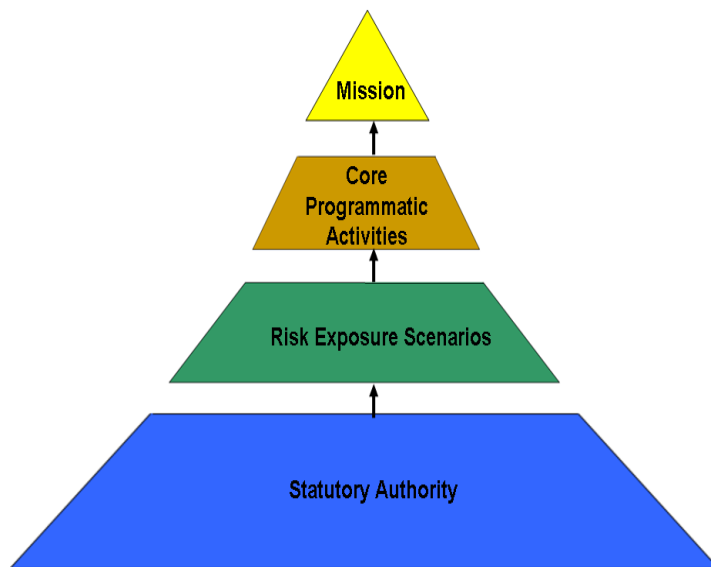 Mission
Core
Programmatic
Activities
Risk Exposure Scenarios
Statutory Authority